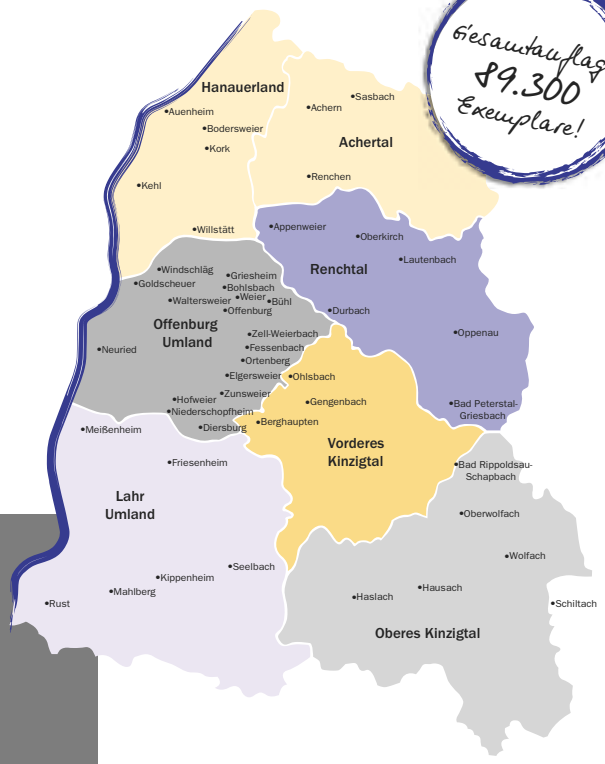 Gesamtauflag
89.300
Exemplare!
Hanauerland
•Sasbach
•Auenheim
•Achern
•Bodersweier
Achertal
•Kork
•Renchen
•Kehl
•Willstätt
•Appenweier
•Oberkirch
•Lautenbach
Renchtal
•Windschläg
•Griesheim
•Goldscheuer
•Bohlsbach
•Weier
•Waltersweier
•Bühl
•Offenburg
•Durbach
Offenburg
Umland
•Zell-Weierbach
•Oppenau
•Neuried
•Fessenbach
•Ortenberg
•Elgersweier
•Ohlsbach
•Zunsweier
•Hofweier
•Gengenbach
•Bad Peterstal-
Griesbach
•Niederschopfheim
•Berghaupten
•Diersburg
•Meißenheim
Vorderes
Kinzigtal
•Friesenheim
•Bad Rippoldsau-
Schapbach
Lahr
Umland
•Oberwolfach
•Wolfach
•Seelbach
•Kippenheim
•Hausach
•Mahlberg
•Haslach
•Rust
•Schiltach
Oberes Kinzigtal